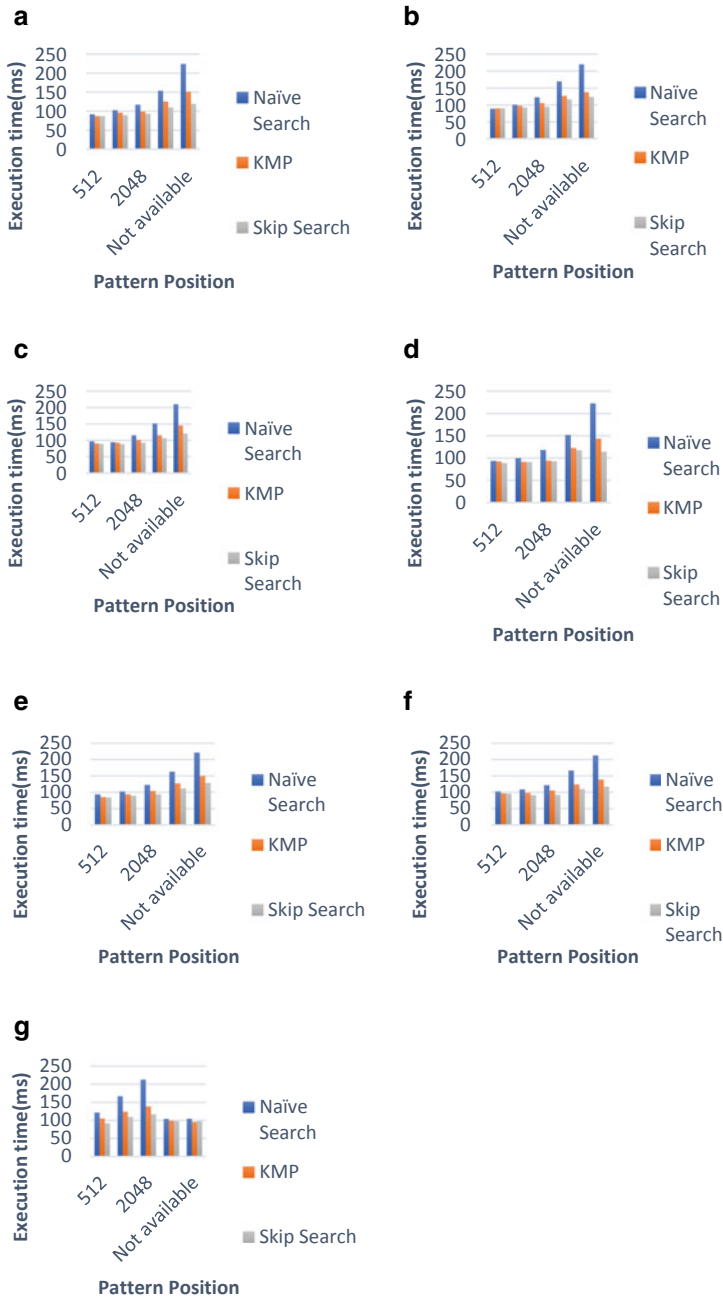 a
Execution time(ms)
250
200
150
100
50
0
512
2048
Not available
Pattern Position
Naïve
Search
KMP
Skip Search
b
Execution time(ms)
250
200
150
100
50
0
512
2048
Not available
Pattern Position
Naïve
Search
KMP
Skip
Search
c
Execution time(ms)
250
200
150
100
50
0
512
2048
Not available
Pattern Position
Naïve
Search
KMP
Skip
Search
d
Execution time(ms)
250
200
150
100
50
0
512
2048
Not available
Pattern Position
Naïve
Search
KMP
Skip
Search
e
Execution time(ms)
250
200
150
100
50
0
512
2048
Not available
Pattern Position
Naïve
Search
KMP
Skip Search
f
Execution time(ms)
250
200
150
100
50
0
512
2048
Not available
Pattern Position
Naïve
Search
KMP
Skip
Search
g
Execution time(ms)
250
200
150
100
50
0
512
2048
Not available
Pattern Position
Naïve
Search
KMP
Skip Search